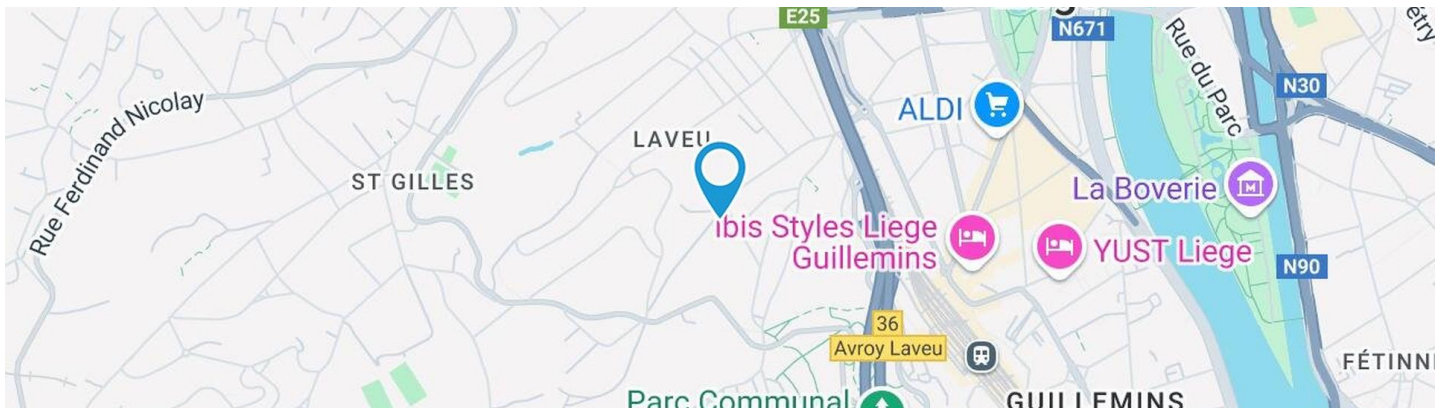 E25
N671
Rue du Parc
N30
Rue Ferdinand Nicolay
ALDI
LAVEU
ST GILLES
La Boverie
Ibis Styles Liege
Guillemins
YUST Liege
N90
36
Avroy Laveu
Parc Communal
GUILLEMINS